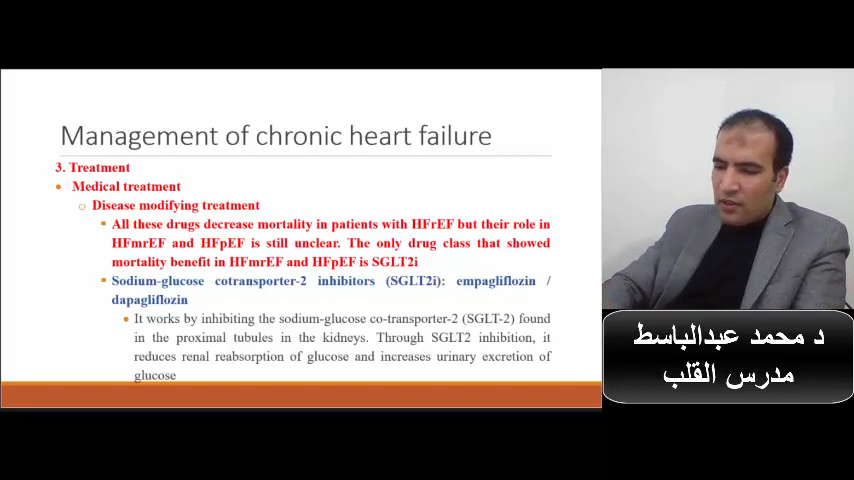 Management of chronic heart failure
3. Treatment
• Medical treatment
○ Disease modifying treatment
▪ All these drugs decrease mortality in patients with HFrEF but their role in
HFmrEF and HFpEF is still unclear. The only drug class that showed
mortality benefit in HFmrEF and HFpEF is SGLT2i
▪ Sodium-glucose cotransporter-2 inhibitors (SGLT2i): empagliflozin /
dapagliflozin
• It works by inhibiting the sodium-glucose co-transporter-2 (SGLT-2) found
in the proximal tubules in the kidneys. Through SGLT2 inhibition, it
reduces renal reabsorption of glucose and increases urinary excretion of
glucose
د محمد عبدالباسط
مدرس القلب